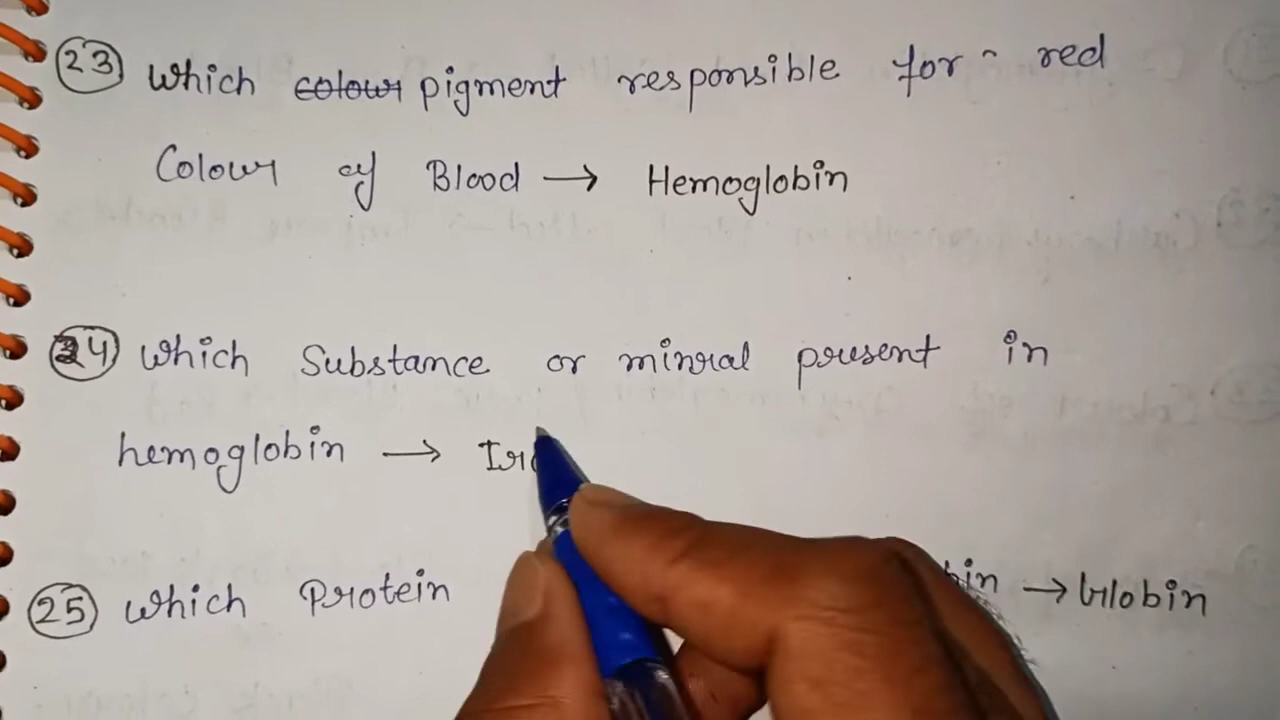 23 Which colour pigment responsible for red
Colour of Blood → Hemoglobin
24 Which Substance or minral present in
hemoglobin →
25 Which Protein → Globin